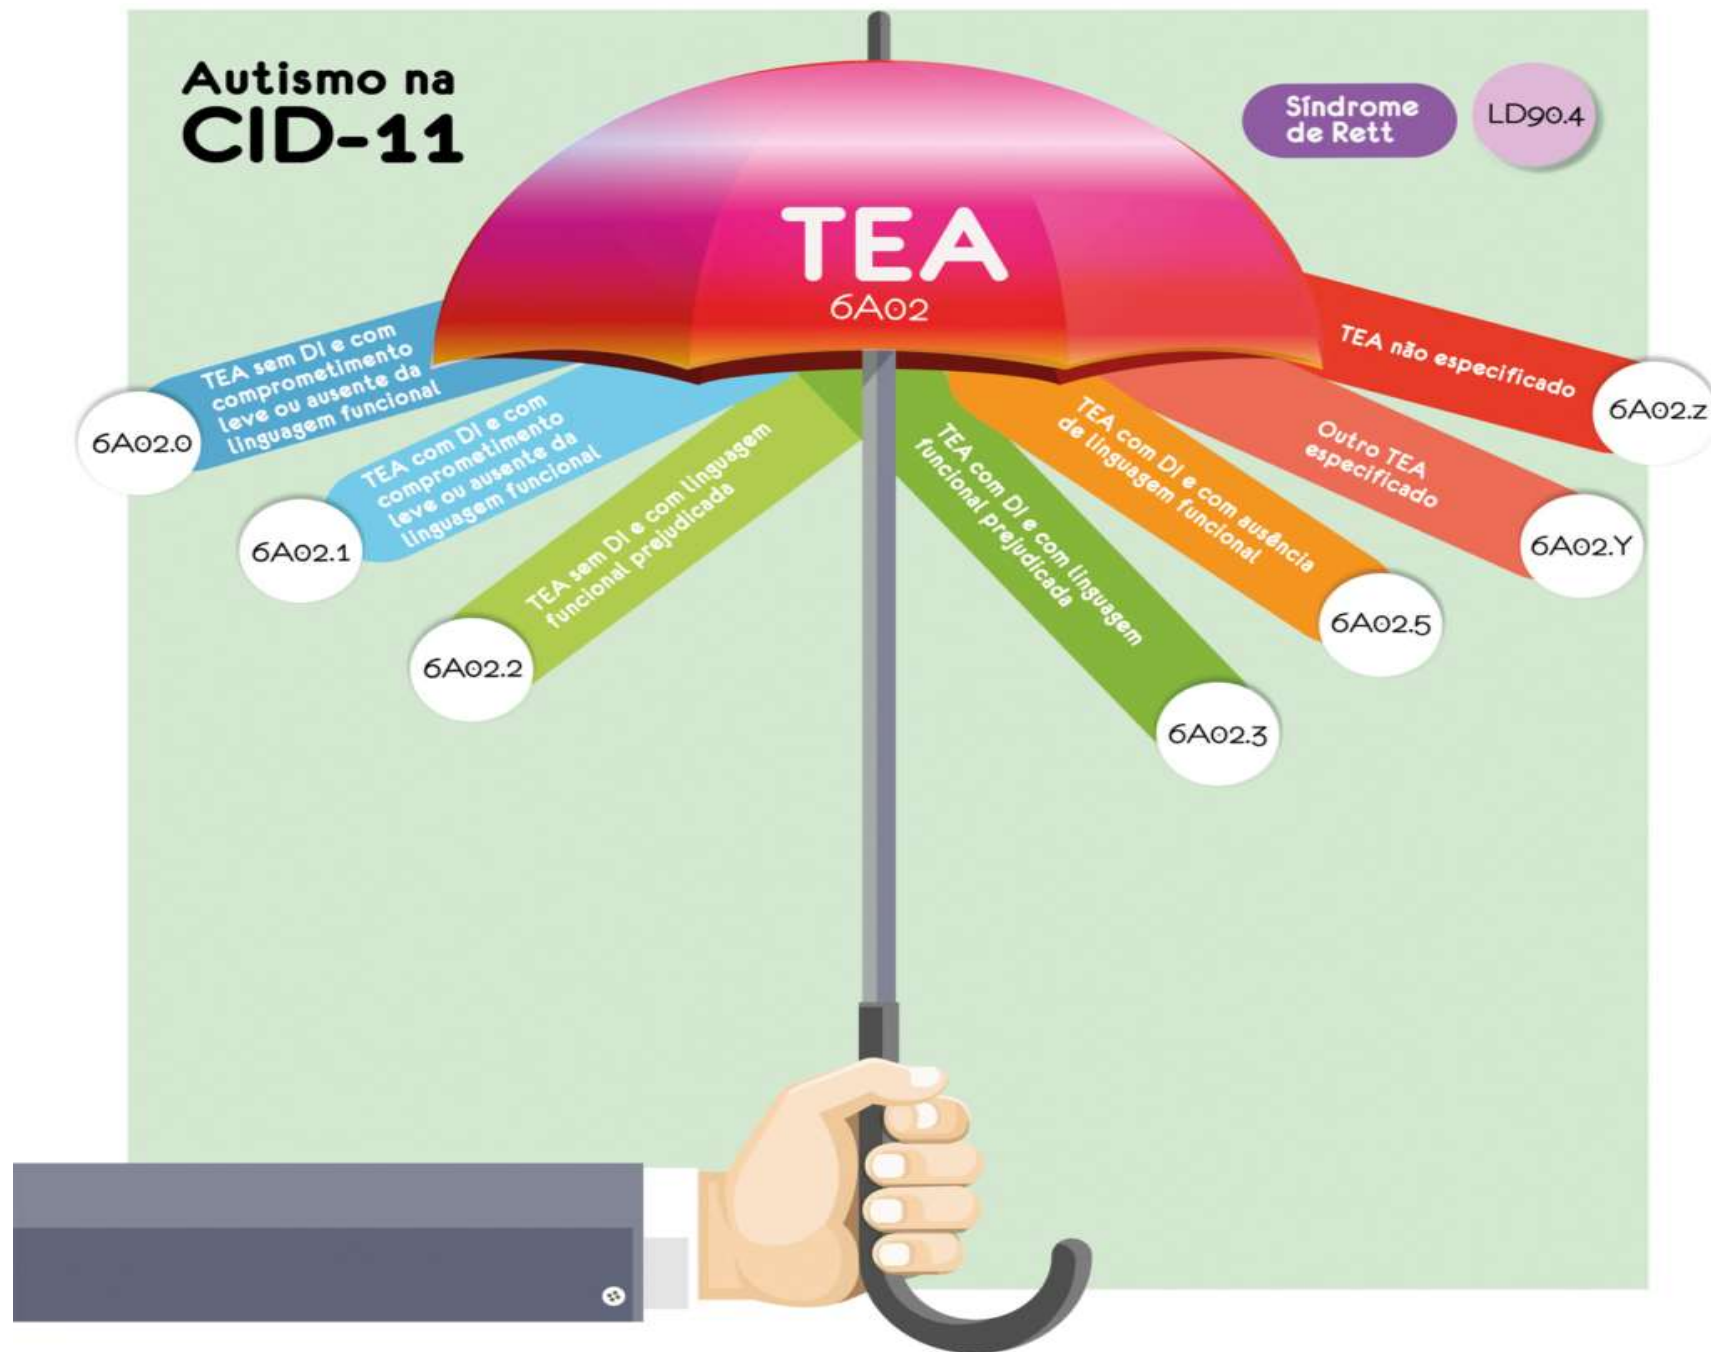 Autismo na
CID-11
Síndrome
de Rett
LD90.4
TEA
6A02
TEA sem DI e com
comprometimento
leve ou ausente da
linguagem funcional
6A02.0
TEA com DI e com
comprometimento
leve ou ausente da
linguagem funcional
6A02.1
TEA sem DI e com linguagem
funcional prejudicada
6A02.2
TEA com DI e com linguagem
funcional prejudicada
6A02.3
TEA com DI e com ausência
de linguagem funcional
6A02.5
Outro TEA
especificado
6A02.Y
TEA não especificado
6A02.z